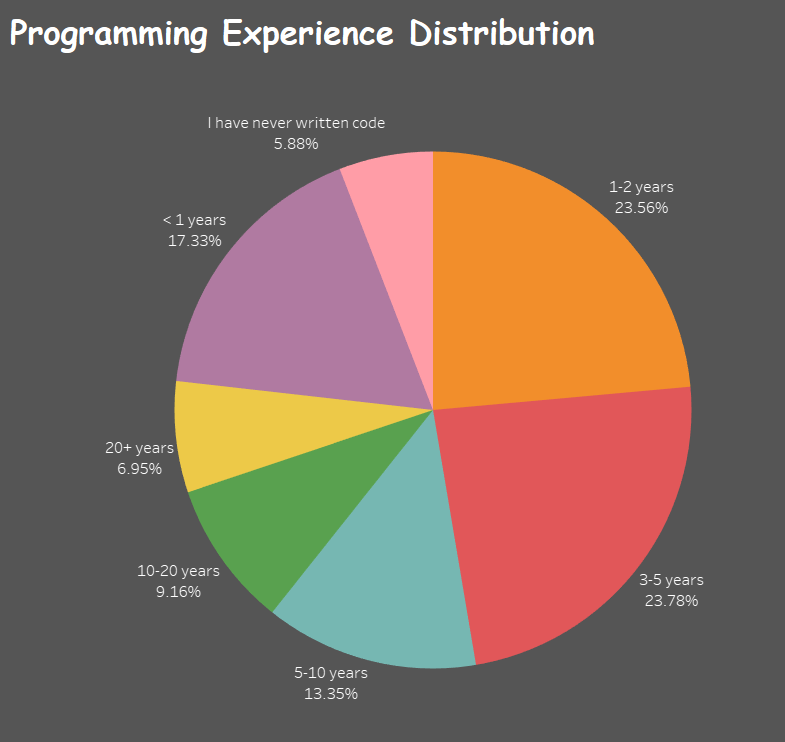 Programming Experience Distribution
I have never written code
5.88%
1-2 years
23.56%
< 1 years
17.33%
20+ years
6.95%
10-20 years
9.16%
3-5 years
23.78%
5-10 years
13.35%